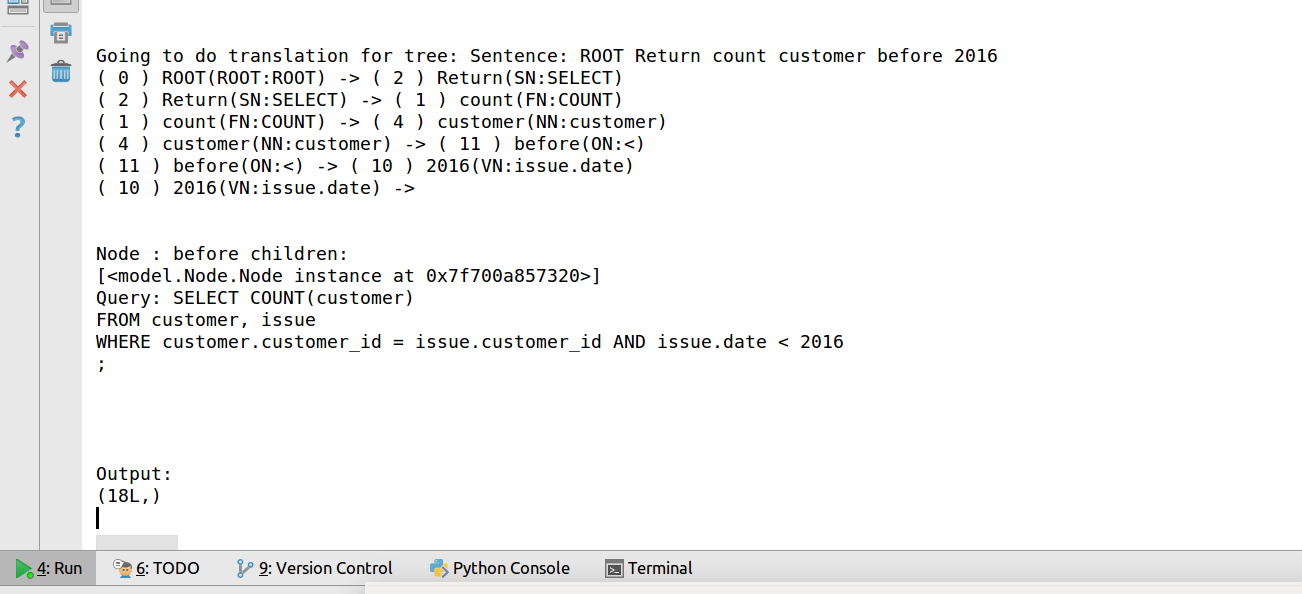 Going to do translation for tree: Sentence: ROOT Return count customer before 2016
( 0 ) ROOT(ROOT:ROOT) -> ( 2 ) Return(SN:SELECT)
( 2 ) Return(SN:SELECT) -> ( 1 ) count(FN:COUNT)
( 1 ) count(FN:COUNT) -> ( 4 ) customer(NN:customer)
( 4 ) customer(NN:customer) -> ( 11 ) before(ON:<)
( 11 ) before(ON:<) -> ( 10 ) 2016(VN:issue.date)
( 10 ) 2016(VN:issue.date) ->
Node : before children:
[<model.Node.Node instance at 0x7f700a857320>]
Query: SELECT COUNT(customer)
FROM customer, issue
WHERE customer.customer_id = issue.customer_id AND issue.date < 2016
;
Output:
(18L,)
4: Run 6: TODO 9: Version Control Python Console Terminal